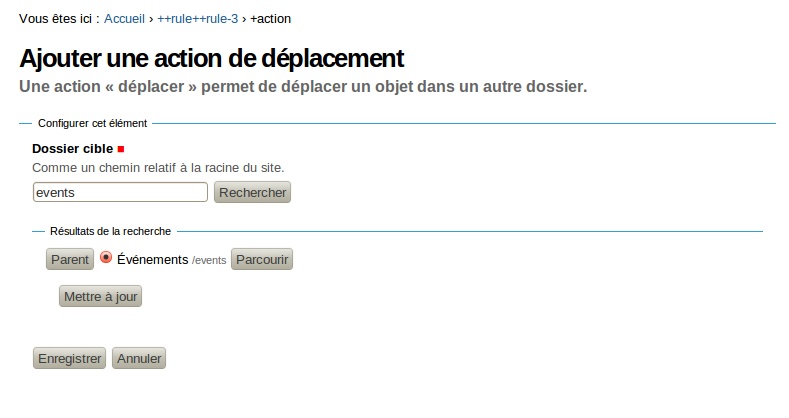 Vous êtes ici : Accueil › ++rule++rule-3 › +action
Ajouter une action de déplacement
Une action « déplacer » permet de déplacer un objet dans un autre dossier.
Configurer cet élément
Dossier cible
Comme un chemin relatif à la racine du site.
events Rechercher
Résultats de la recherche
Parent Événements /events Parcourir
Mettre à jour
Enregistrer Annuler